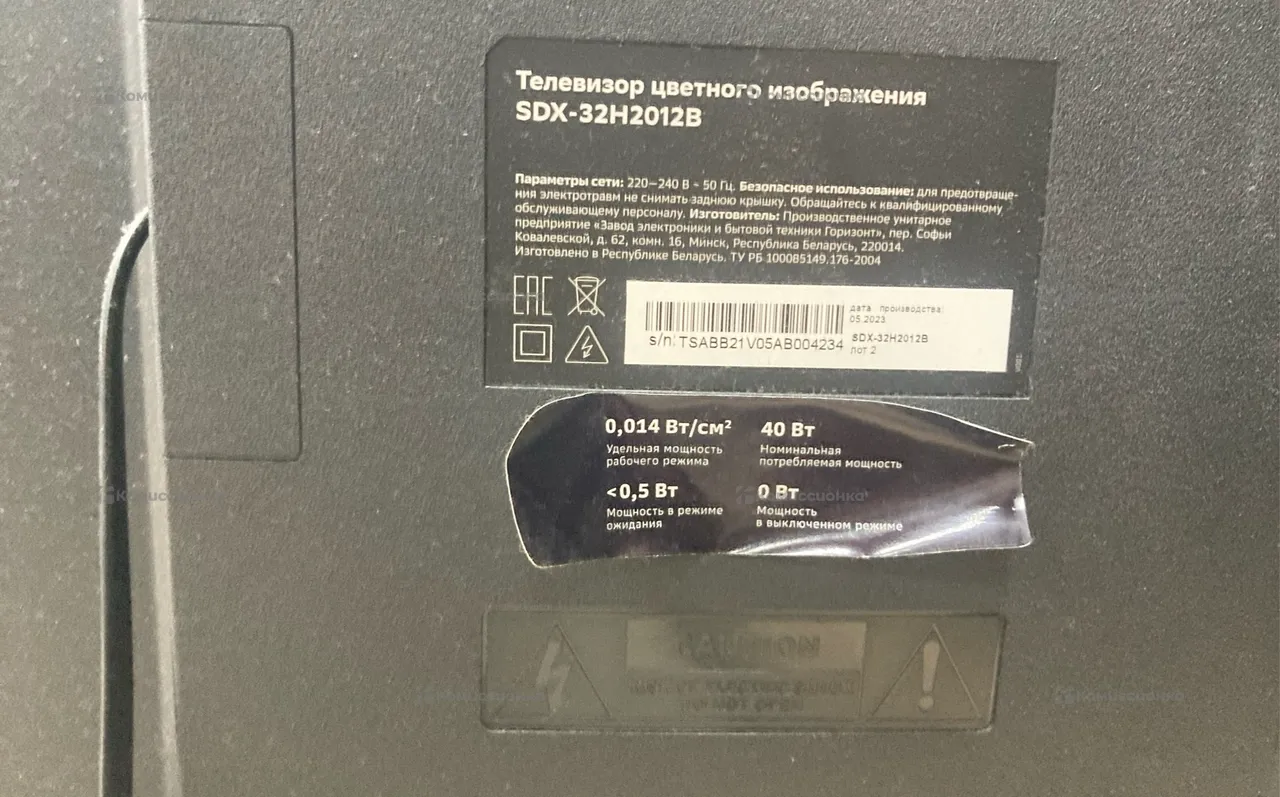 Телевизор цветного изображения
SDX-32H2012B
Параметры сети: 220–240 В ~ 50 Гц. Безопасное использование: для предотвраще-
ния электротравм не снимать заднюю крышку. Обращайтесь к квалифицированному
обслуживающему персоналу. Изготовитель: Производственное унитарное
предприятие «Завод электроники и бытовой техники Горизонт», пер. Софьи
Ковалевской, д. 62, комн. 16, Минск, Республика Беларусь, 220014.
Изготовлено в Республике Беларусь. ТУ РБ 100085149.176-2004
EAC
дата производства:
05.2023
s/n: TSABB21V05AB004234
SDX-32H2012B
лот 2
0,014 Вт/см²
Удельная мощность
рабочего режима
40 Вт
Номинальная
потребляемая мощность
<0,5 Вт
Мощность в режиме
ожидания
0 Вт
Мощность
в выключенном режиме
CAUTION